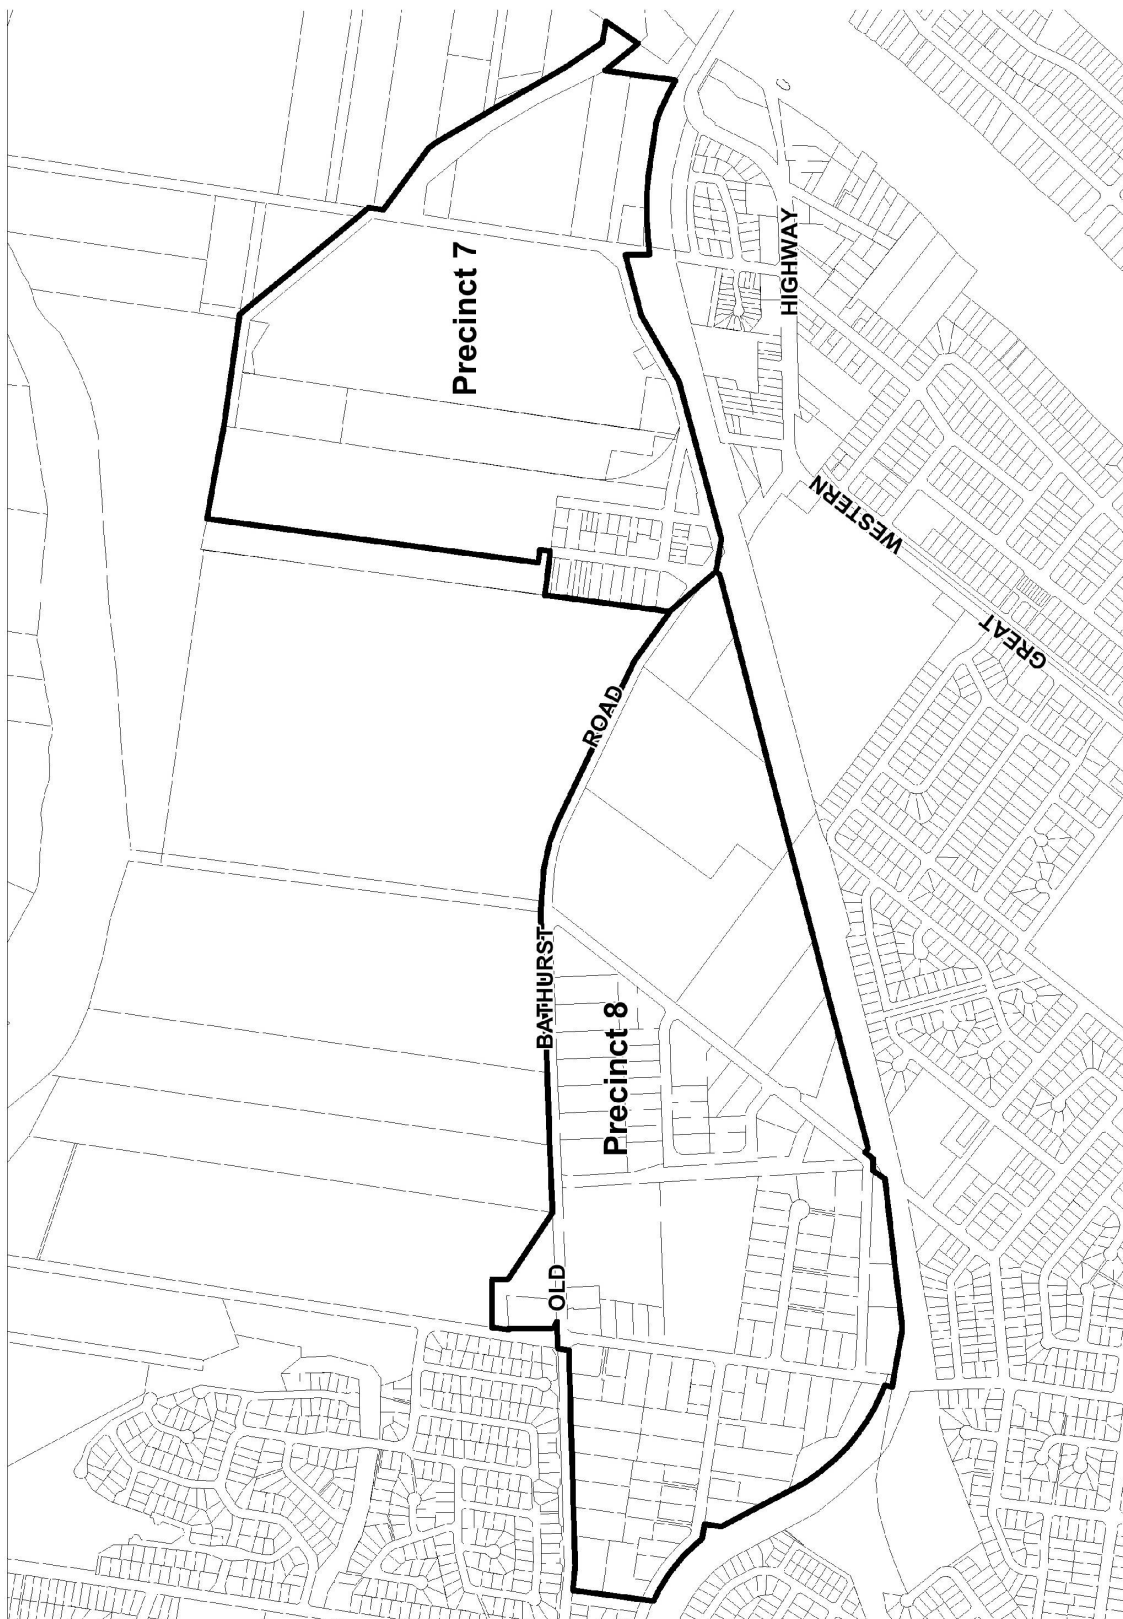 Precinct 7
HIGHWAY
WESTERN
GREAT
ROAD
BATHURST
OLD
Precinct 8